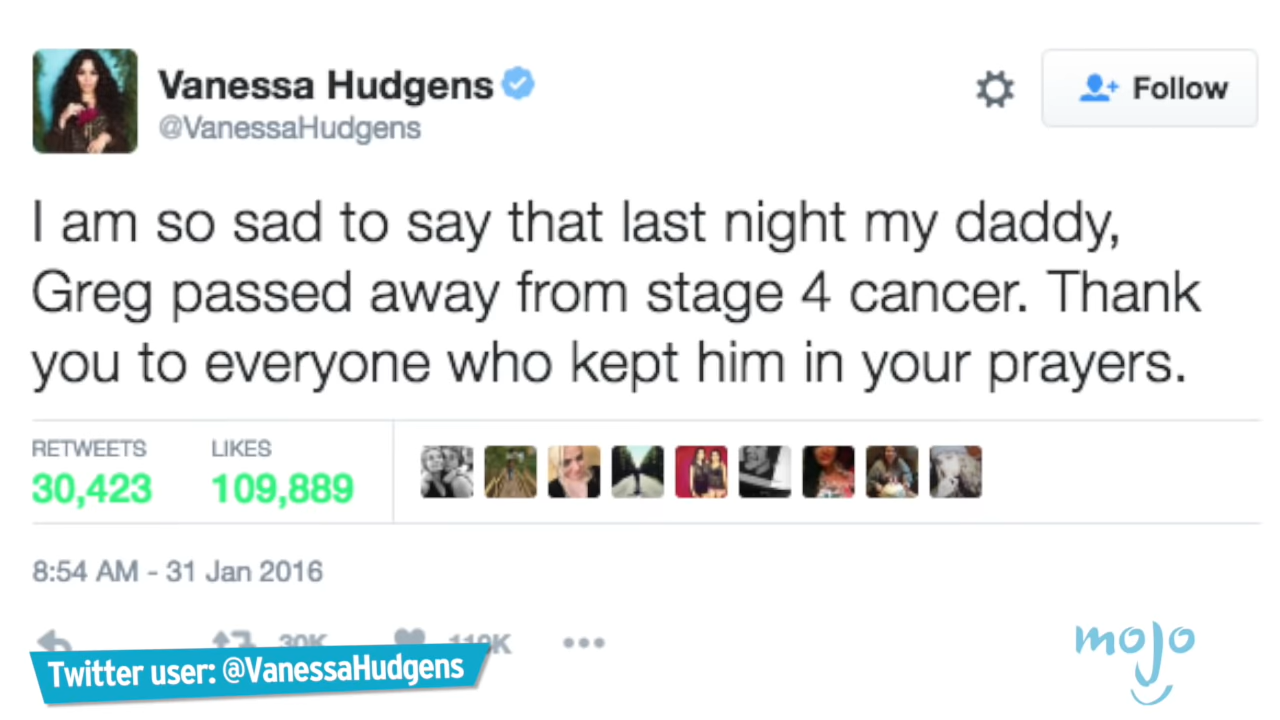 Vanessa Hudgens
@VanessaHudgens
Follow
I am so sad to say that last night my daddy,
Greg passed away from stage 4 cancer. Thank
you to everyone who kept him in your prayers.
RETWEETS LIKES
30,423 109,889
8:54 AM - 31 Jan 2016
30K 110K
Twitter user: @VanessaHudgens
mojo